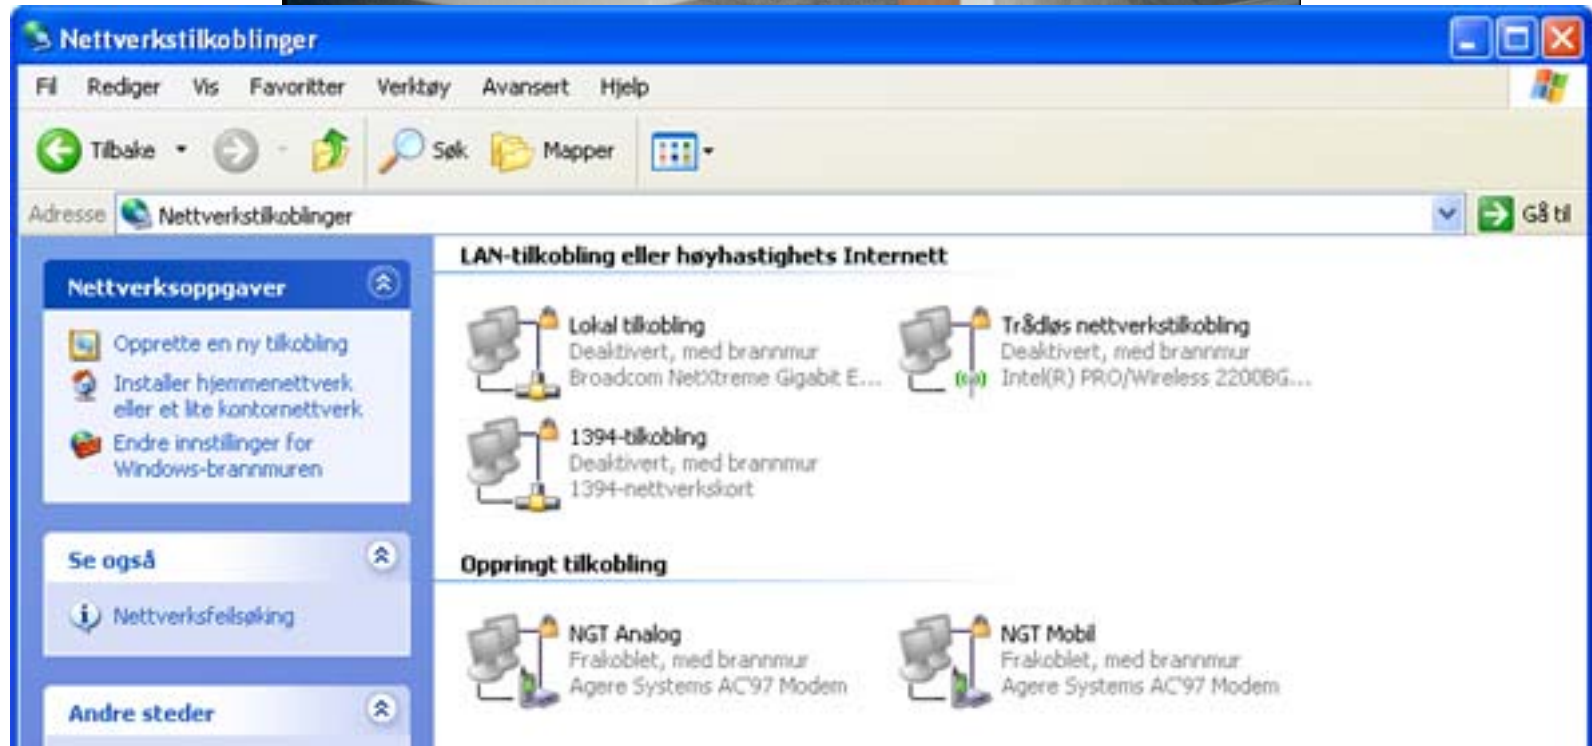 Nettverkstilkoblinger
Fil Rediger Vis Favoritter Verktøy Avansert Hjelp
Tilbake Søk Mapper
Adresse Nettverkstilkoblinger Gå til
Nettverksoppgaver
Opprette en ny tilkobling
Installer hjemmenettverk
eller et lite kontornettverk
Endre innstillinger for
Windows-brannmuren
Se også
Nettverksfeilsøking
Andre steder
LAN-tilkobling eller høyhastighets Internett
Lokal tilkobling
Deaktivert, med brannmur
Broadcom NetXtreme Gigabit E...
Trådløs nettverkstilkobling
Deaktivert, med brannmur
Intel(R) PRO/Wireless 2200BG...
1394-tilkobling
Deaktivert, med brannmur
1394-nettverkskort
Oppringt tilkobling
NGT Analog
Frakoblet, med brannmur
Agere Systems AC'97 Modem
NGT Mobil
Frakoblet, med brannmur
Agere Systems AC'97 Modem